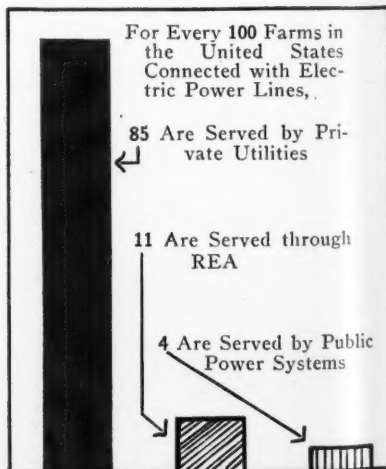 For Every 100 Farms in
the United States
Connected with Elec-
tric Power Lines,
85 Are Served by Pri-
vate Utilities
11 Are Served through
REA
4 Are Served by Public
Power Systems